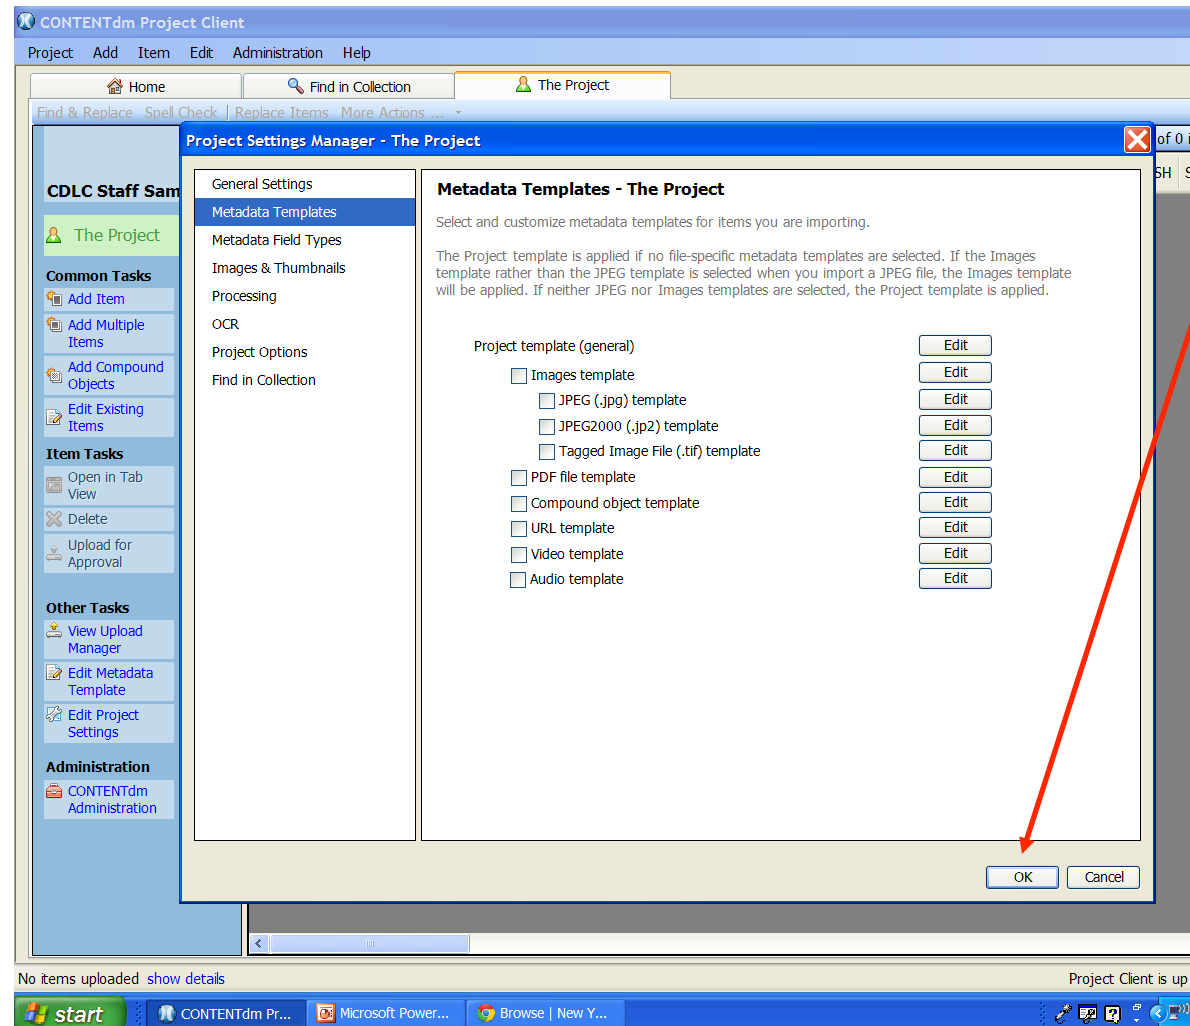 CONTENTdm Project Client
Project Add Item Edit Administration Help
Home Find in Collection The Project
Find & Replace Spell Check | Replace Items More Actions ...
Project Settings Manager - The Project
of 0 i
SH S
CDLC Staff Sam
The Project
Common Tasks
Add Item
Add Multiple
Items
Add Compound
Objects
Edit Existing
Items
Item Tasks
Open in Tab
View
Delete
Upload for
Approval
Other Tasks
View Upload
Manager
Edit Metadata
Template
Edit Project
Settings
Administration
CONTENTdm
Administration
General Settings
Metadata Templates
Metadata Field Types
Images & Thumbnails
Processing
OCR
Project Options
Find in Collection
Metadata Templates - The Project
Select and customize metadata templates for items you are importing.
The Project template is applied if no file-specific metadata templates are selected. If the Images
template rather than the JPEG template is selected when you import a JPEG file, the Images template
will be applied. If neither JPEG nor Images templates are selected, the Project template is applied.
Project template (general) Edit
Images template Edit
JPEG (.jpg) template Edit
JPEG2000 (.jp2) template Edit
Tagged Image File (.tif) template Edit
PDF file template Edit
Compound object template Edit
URL template Edit
Video template Edit
Audio template Edit
OK Cancel
No items uploaded show details Project Client is up
start CONTENTdm Pr... Microsoft Power... Browse | New Y...